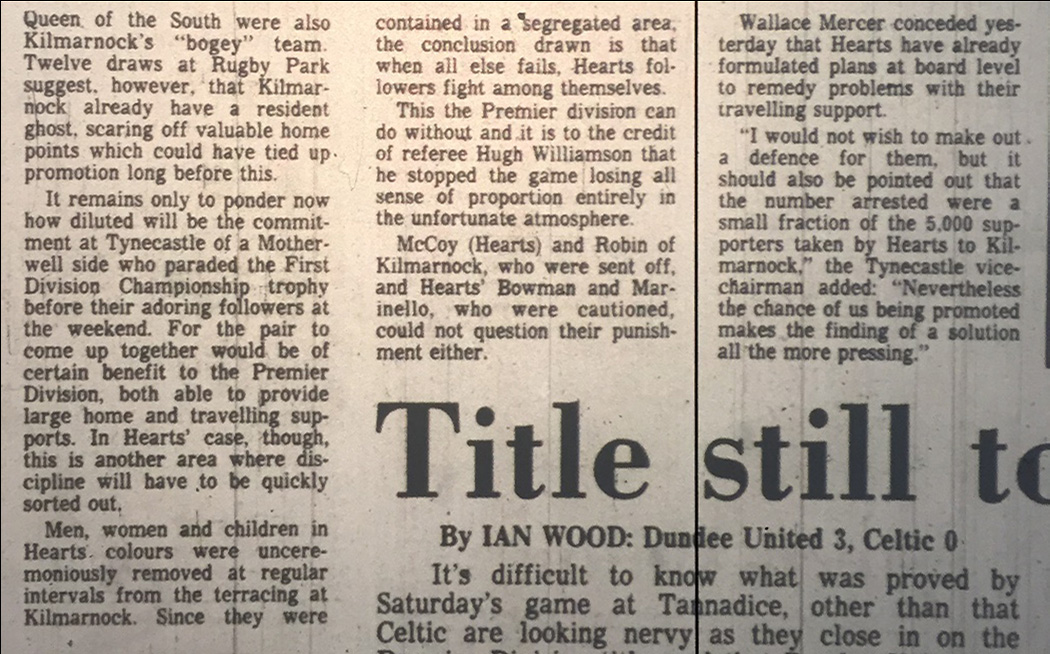 Queen of the South were also
Kilmarnock's "bogey" team.
Twelve draws at Rugby Park
suggest, however, that Kilmar-
nock already have a resident
ghost, scaring off valuable home
points which could have tied up
promotion long before this.
It remains only to ponder now
how diluted will be the commit-
ment at Tynecastle of a Mother-
well side who paraded the First
Division Championship trophy
before their adoring followers at
the weekend. For the pair to
come up together would be of
certain benefit to the Premier
Division, both able to provide
large home and travelling sup-
ports. In Hearts' case, though,
this is another area where dis-
cipline will have to be quickly
sorted out.
Men, women and children in
Hearts colours were uncere-
moniously removed at regular
intervals from the terracing at
Kilmarnock. Since they were
contained in a segregated area,
the conclusion drawn is that
when all else fails, Hearts fol-
lowers fight among themselves.
This the Premier division can
do without and it is to the credit
of referee Hugh Williamson that
he stopped the game losing all
sense of proportion entirely in
the unfortunate atmosphere.
McCoy (Hearts) and Robin of
Kilmarnock, who were sent off,
and Hearts' Bowman and Mar-
inello, who were cautioned,
could not question their punish-
ment either.
Wallace Mercer conceded yes-
terday that Hearts have already
formulated plans at board level
to remedy problems with their
travelling support.
"I would not wish to make out
a defence for them, but it
should also be pointed out that
the number arrested were a
small fraction of the 5,000 sup-
porters taken by Hearts to Kil-
marnock," the Tynecastle vice-
chairman added: "Nevertheless
the chance of us being promoted
makes the finding of a solution
all the more pressing."
Title still to
By IAN WOOD: Dundee United 3, Celtic 0
It's difficult to know what was proved by
Saturday's game at Tannadice, other than that
Celtic are looking nervy as they close in on the